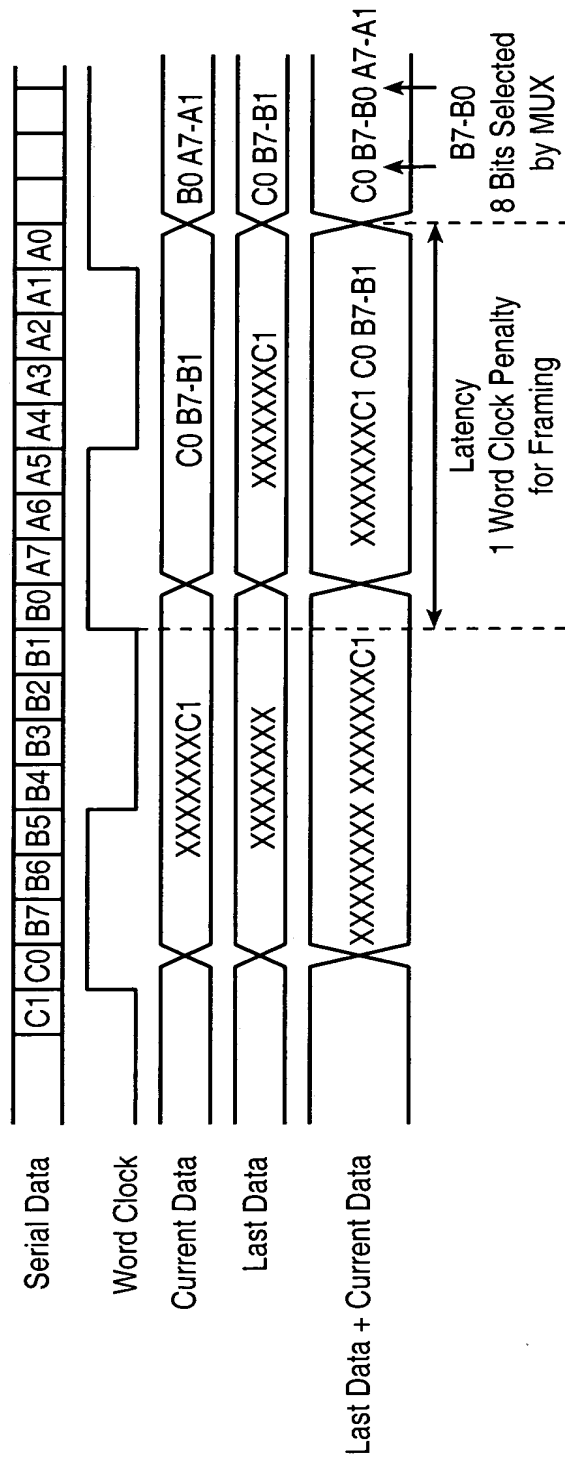 Serial Data C1 C0 B7 B6 B5 B4 B3 B2 B1 B0 A7 A6 A5 A4 A3 A2 A1 A0
Word Clock
Current Data XXXXXXXC1 C0 B7-B1 B0 A7-A1
Last Data XXXXXXXX XXXXXXXC1 C0 B7-B1
Last Data + Current Data XXXXXXXX XXXXXXXC1 XXXXXXXC1 C0 B7-B1 C0 B7-B0 A7-A1
Latency
1 Word Clock Penalty
for Framing
B7-B0
8 Bits Selected
by MUX